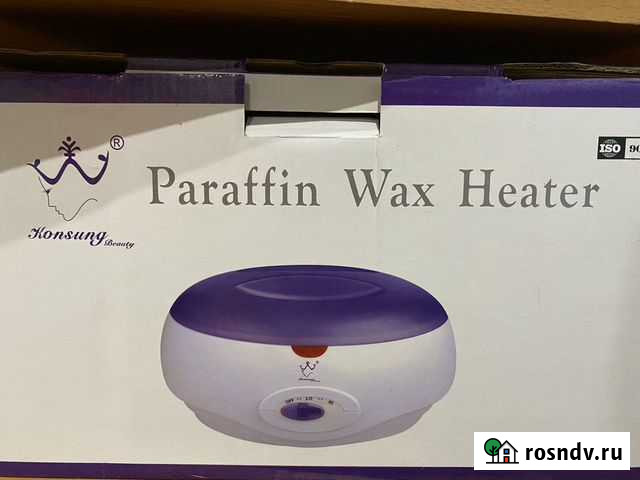 ®
ISO
Paraffin Wax Heater
Konsung
Beauty
rosndv.ru